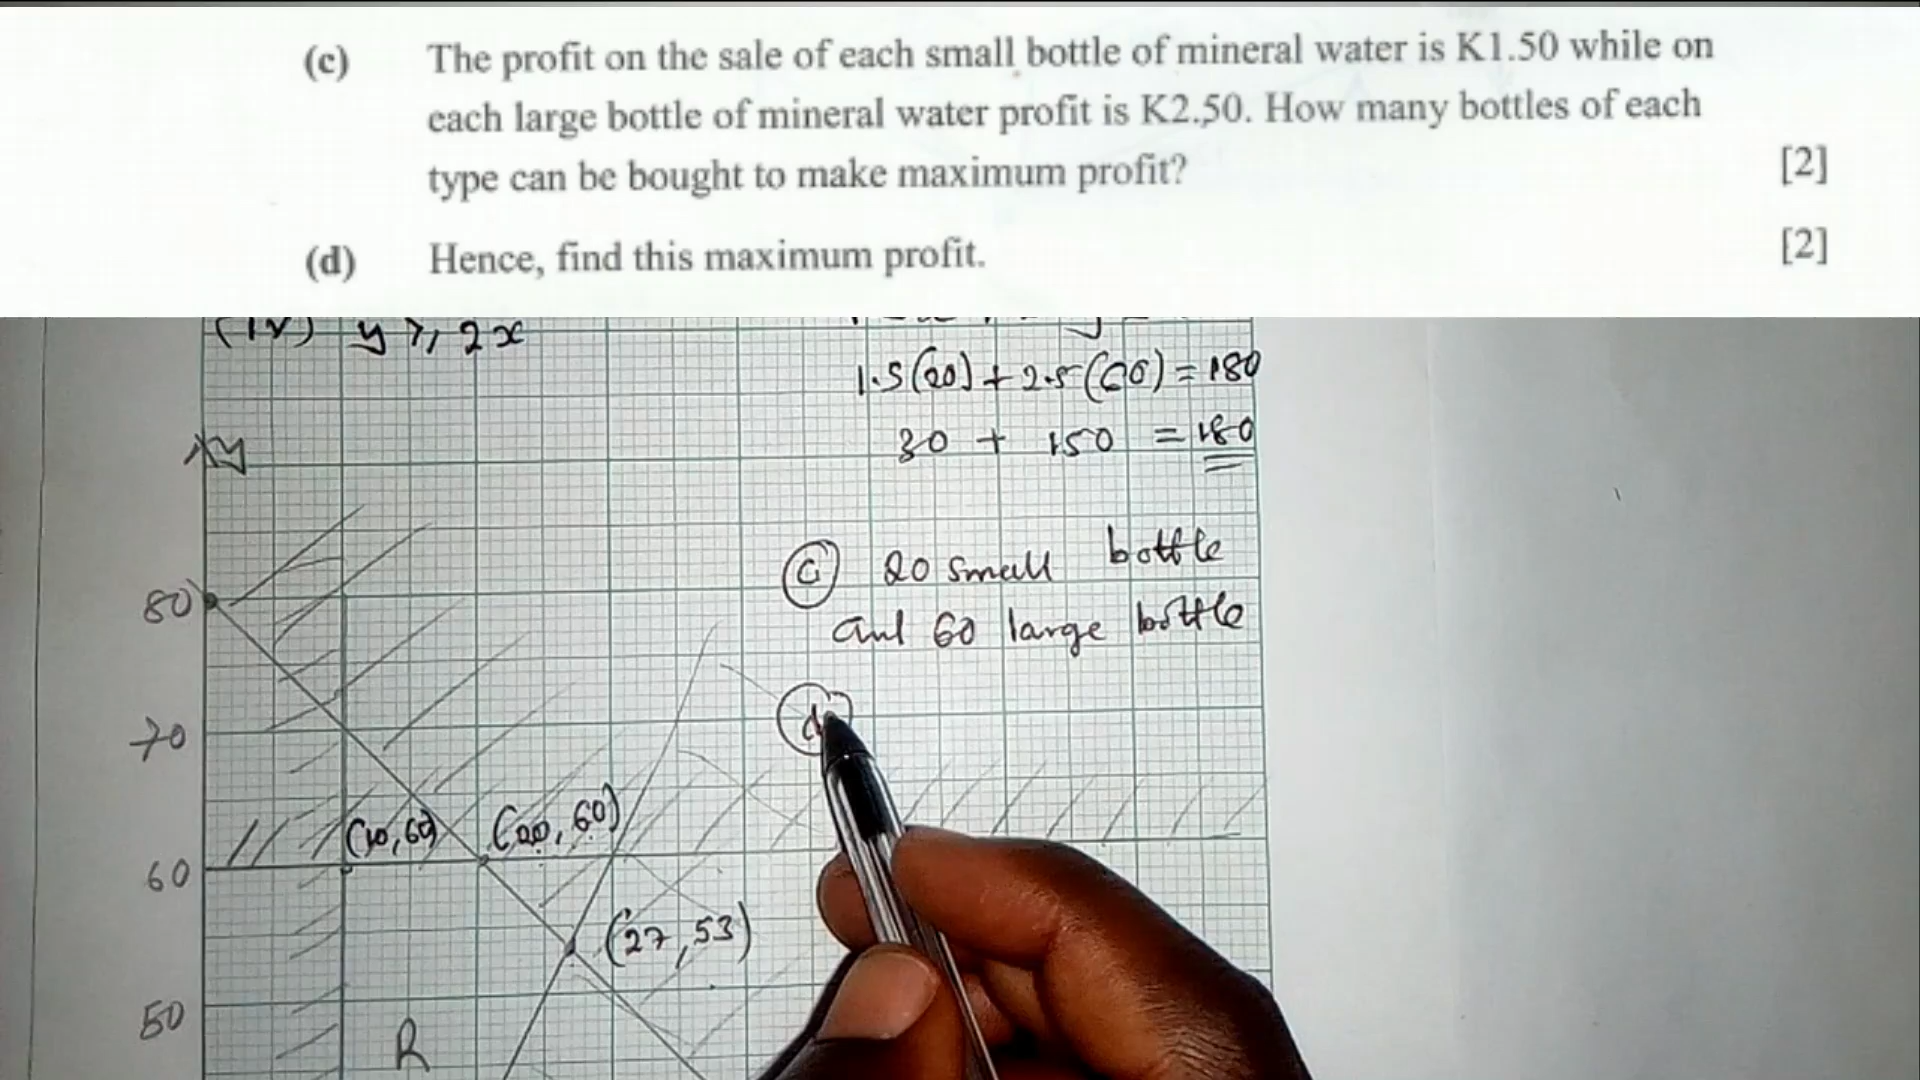 (c) The profit on the sale of each small bottle of mineral water is K1.50 while on
each large bottle of mineral water profit is K2.50. How many bottles of each
type can be bought to make maximum profit? [2]
(d) Hence, find this maximum profit. [2]
(iv) y ≥ 2x
1.5(20) + 2.5(60) = 180
30 + 150 = 180
y
(c) 20 small bottle
and 60 large bottle
80
(d)
70
(10,60) (20,60)
60
(27,53)
50
R